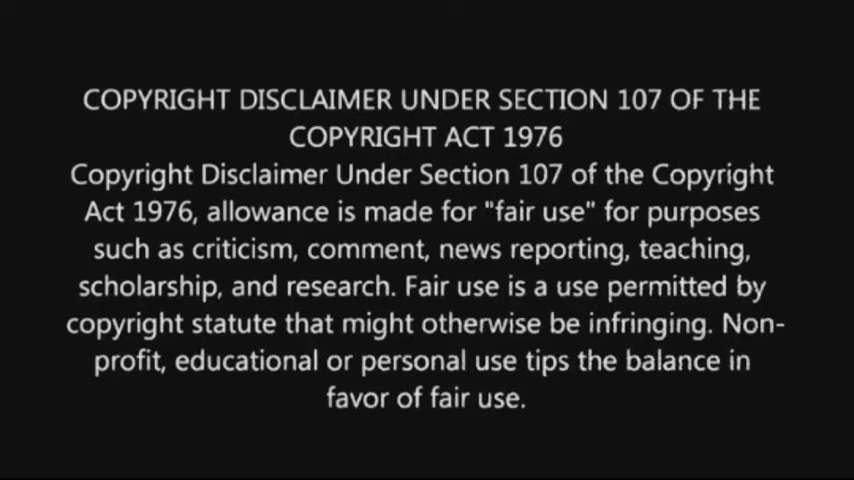 COPYRIGHT DISCLAIMER UNDER SECTION 107 OF THE
COPYRIGHT ACT 1976
Copyright Disclaimer Under Section 107 of the Copyright
Act 1976, allowance is made for "fair use" for purposes
such as criticism, comment, news reporting, teaching,
scholarship, and research. Fair use is a use permitted by
copyright statute that might otherwise be infringing. Non-
profit, educational or personal use tips the balance in
favor of fair use.